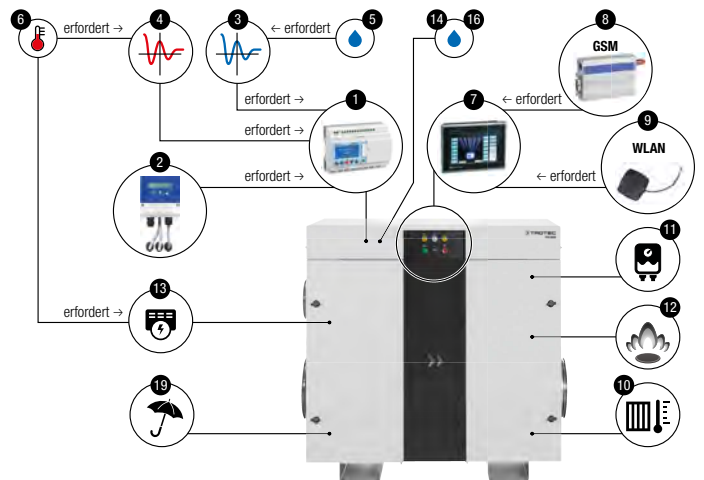 6
erfordert →
4
3
← erfordert
5
14
16
8
GSM
erfordert →
1
7
← erfordert
erfordert →
9
WLAN
2
erfordert →
← erfordert
TROTEC
11
13
erfordert →
12
19
10